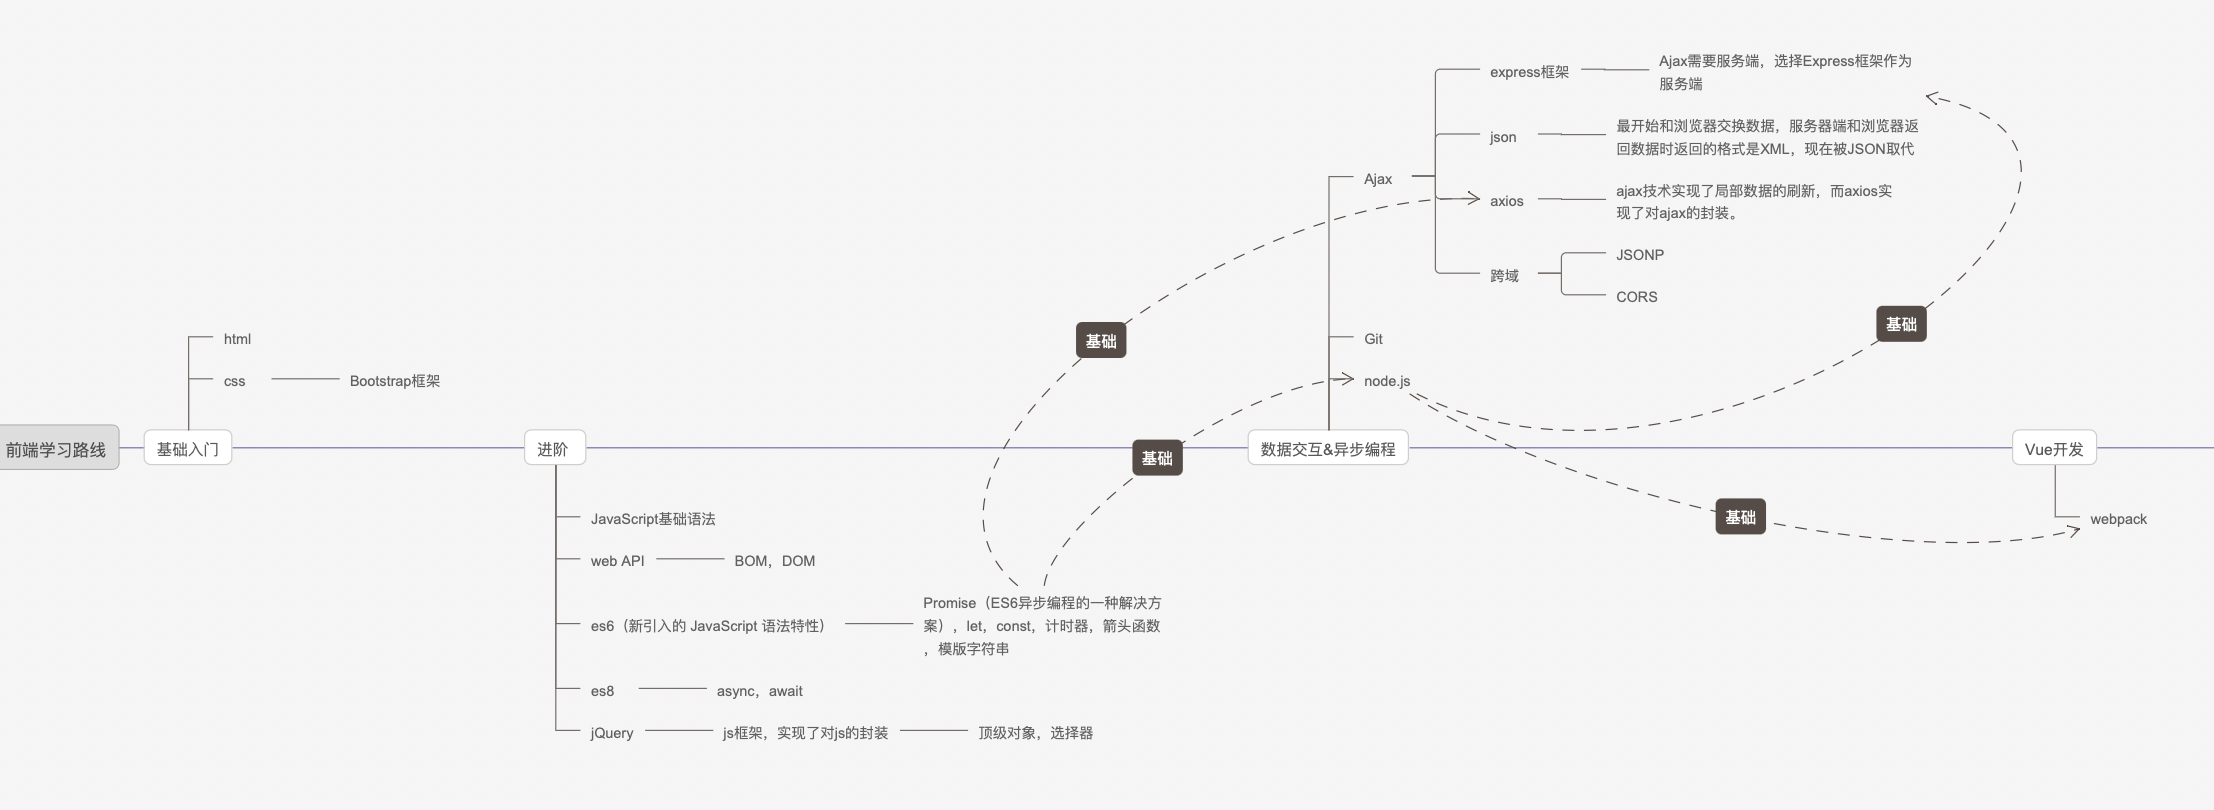 前端学习路线
基础入门
html
css
Bootstrap框架
进阶
JavaScript基础语法
web API
BOM，DOM
es6（新引入的 JavaScript 语法特性）
Promise（ES6异步编程的一种解决方
案），let，const，计时器，箭头函数
，模版字符串
es8
async，await
jQuery
js框架，实现了对js的封装
顶级对象，选择器
基础
基础
数据交互&异步编程
Ajax
express框架
Ajax需要服务端，选择Express框架作为
服务端
json
最开始和浏览器交换数据，服务器端和浏览器返
回数据时返回的格式是XML，现在被JSON取代
axios
ajax技术实现了局部数据的刷新，而axios实
现了对ajax的封装。
跨域
JSONP
CORS
Git
node.js
基础
基础
Vue开发
webpack